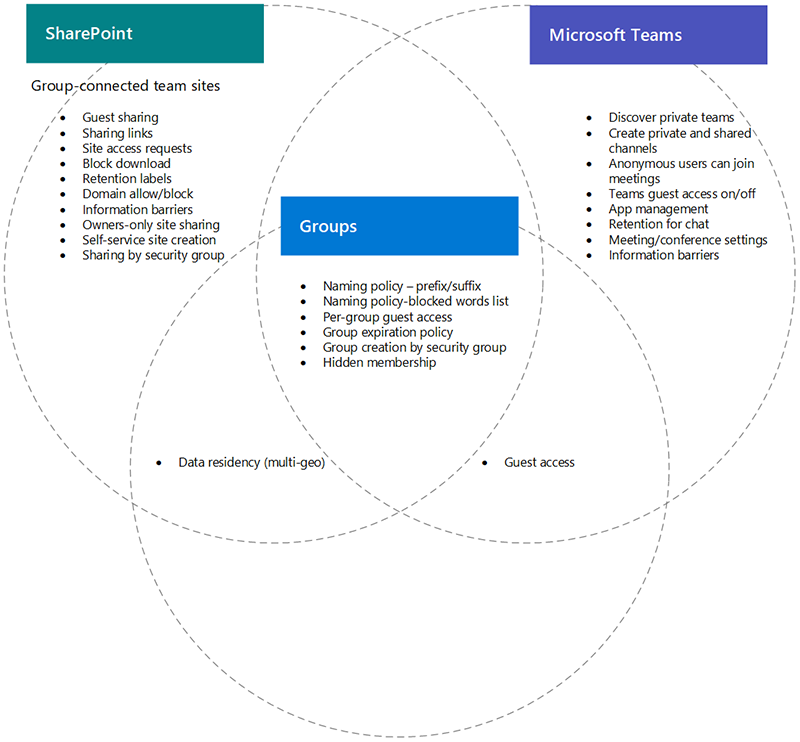 SharePoint
Group-connected team sites
• Guest sharing
• Sharing links
• Site access requests
• Block download
• Retention labels
• Domain allow/block
• Information barriers
• Owners-only site sharing
• Self-service site creation
• Sharing by security group
Microsoft Teams
• Discover private teams
• Create private and shared
channels
• Anonymous users can join
meetings
• Teams guest access on/off
• App management
• Retention for chat
• Meeting/conference settings
• Information barriers
Groups
• Naming policy – prefix/suffix
• Naming policy-blocked words list
• Per-group guest access
• Group expiration policy
• Group creation by security group
• Hidden membership
• Data residency (multi-geo)
• Guest access